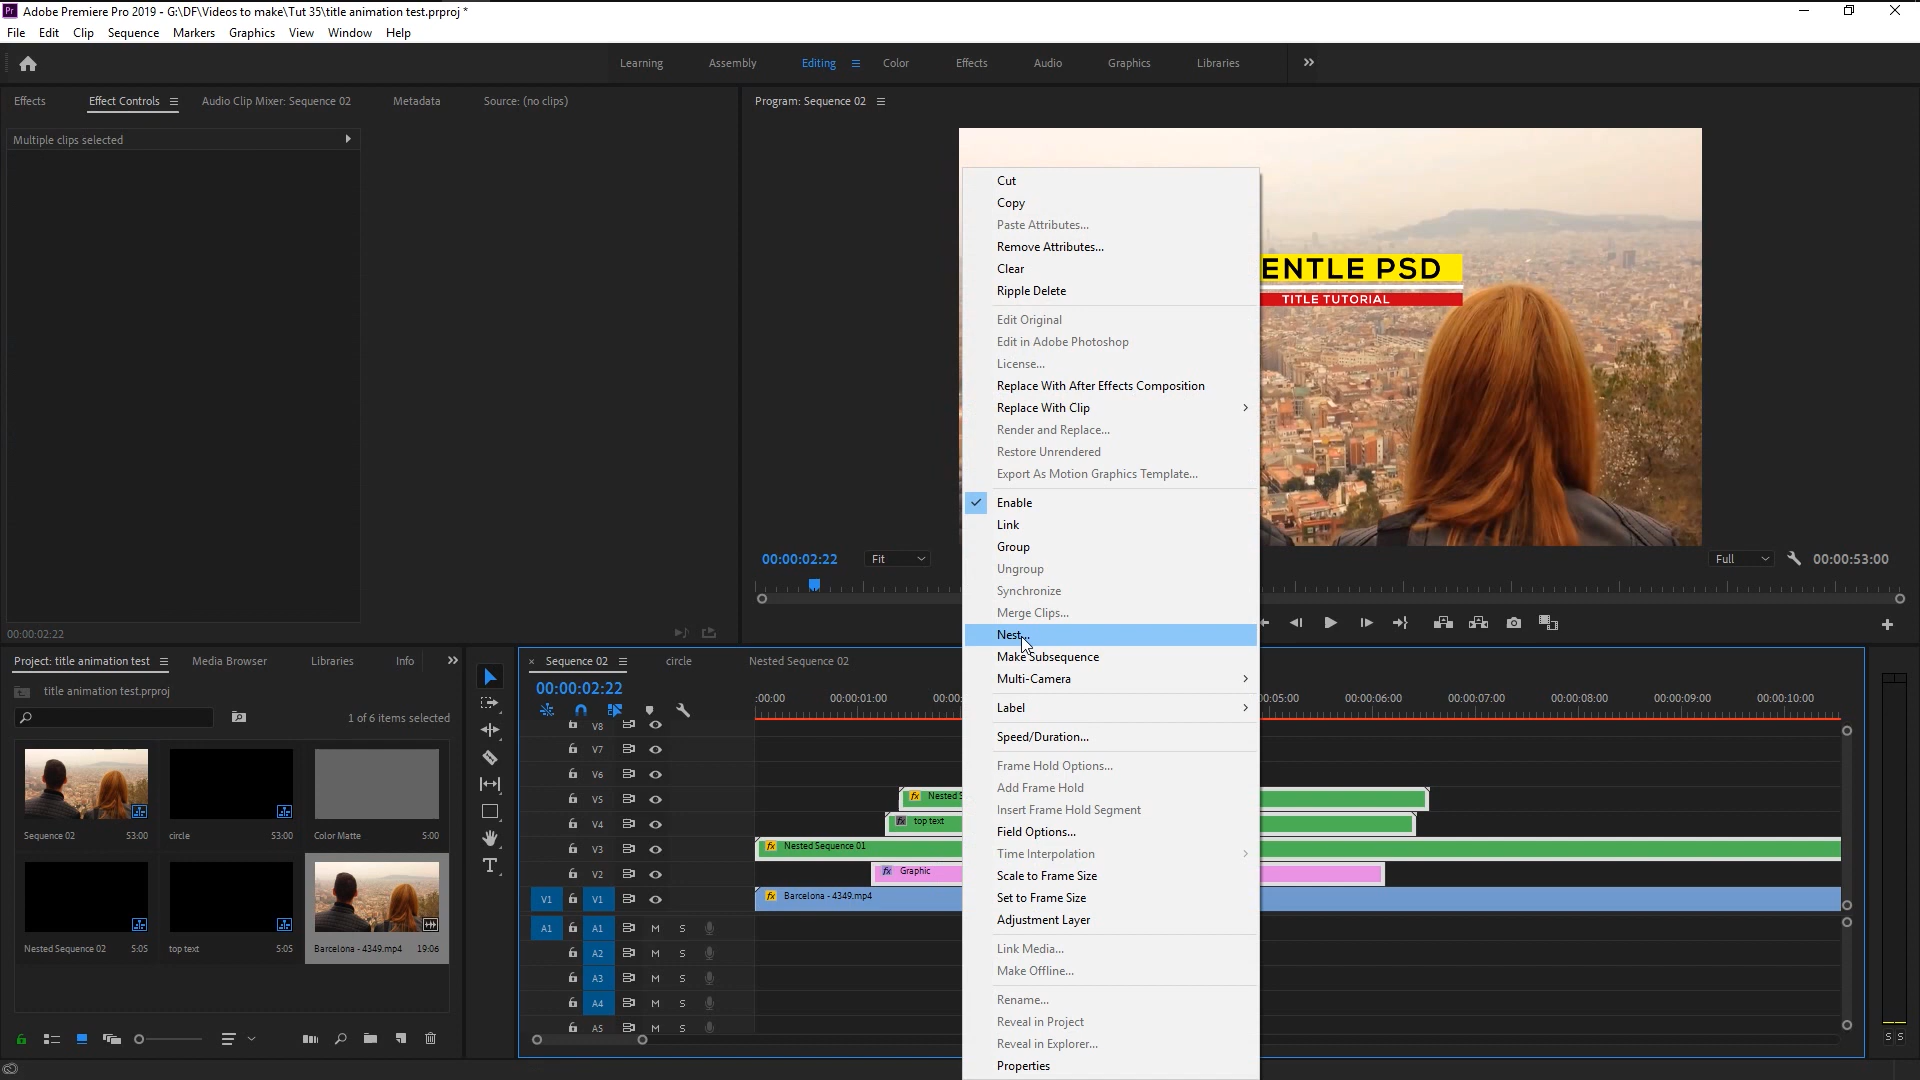 Adobe Premiere Pro 2019 - G:\DF\Videos to make\Tut 35\title animation test.prproj *
File Edit Clip Sequence Markers Graphics View Window Help
Learning Assembly Editing Color Effects Audio Graphics Libraries
Effects Effect Controls Audio Clip Mixer: Sequence 02 Metadata Source: (no clips)
Multiple clips selected
00:00:02:22
Program: Sequence 02
ENTLE PSD
TITLE TUTORIAL
00:00:02:22 Fit Full 00:00:53:00
Cut
Copy
Paste Attributes...
Remove Attributes...
Clear
Ripple Delete
Edit Original
Edit in Adobe Photoshop
License...
Replace With After Effects Composition
Replace With Clip
Render and Replace...
Restore Unrendered
Export As Motion Graphics Template...
Enable
Link
Group
Ungroup
Synchronize
Merge Clips...
Nest...
Make Subsequence
Multi-Camera
Label
Speed/Duration...
Frame Hold Options...
Add Frame Hold
Insert Frame Hold Segment
Field Options...
Time Interpolation
Scale to Frame Size
Set to Frame Size
Adjustment Layer
Link Media...
Make Offline...
Rename...
Reveal in Project
Reveal in Explorer...
Properties
Project: title animation test Media Browser Libraries Info
title animation test.prproj
1 of 6 items selected
Sequence 02 53:00 circle 53:00 Color Matte 5:00
Nested Sequence 02 5:05 top text 5:05 Barcelona - 4349.mp4 19:06
Sequence 02 circle Nested Sequence 02
00:00:02:22
:00:00 00:00:01:00 00:00 0:05:00 00:00:06:00 00:00:07:00 00:00:08:00 00:00:09:00 00:00:10:00
V8
V7
V6
V5 Nested S
V4 top text
V3 Nested Sequence 01
V2 Graphic
V1 V1 Barcelona - 4349.mp4
A1 A1 M S
A2 M S
A3 M S
A4 M S
A5 M S
S S